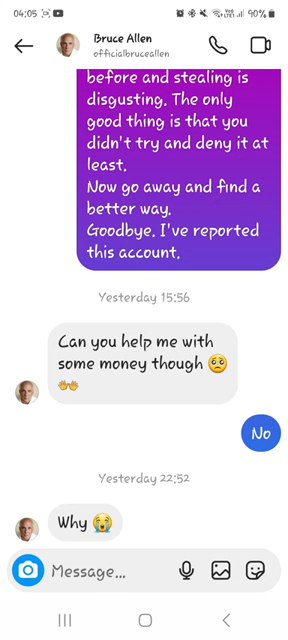 04:05 90%
Bruce Allen
officialbruceallen
before and stealing is
disgusting. The only
good thing is that you
didn't try and deny it at
least.
Now go away and find a
better way.
Goodbye. I've reported
this account.
Yesterday 15:56
Can you help me with
some money though 🥺
👐
No
Yesterday 22:52
Why 😭
Message...